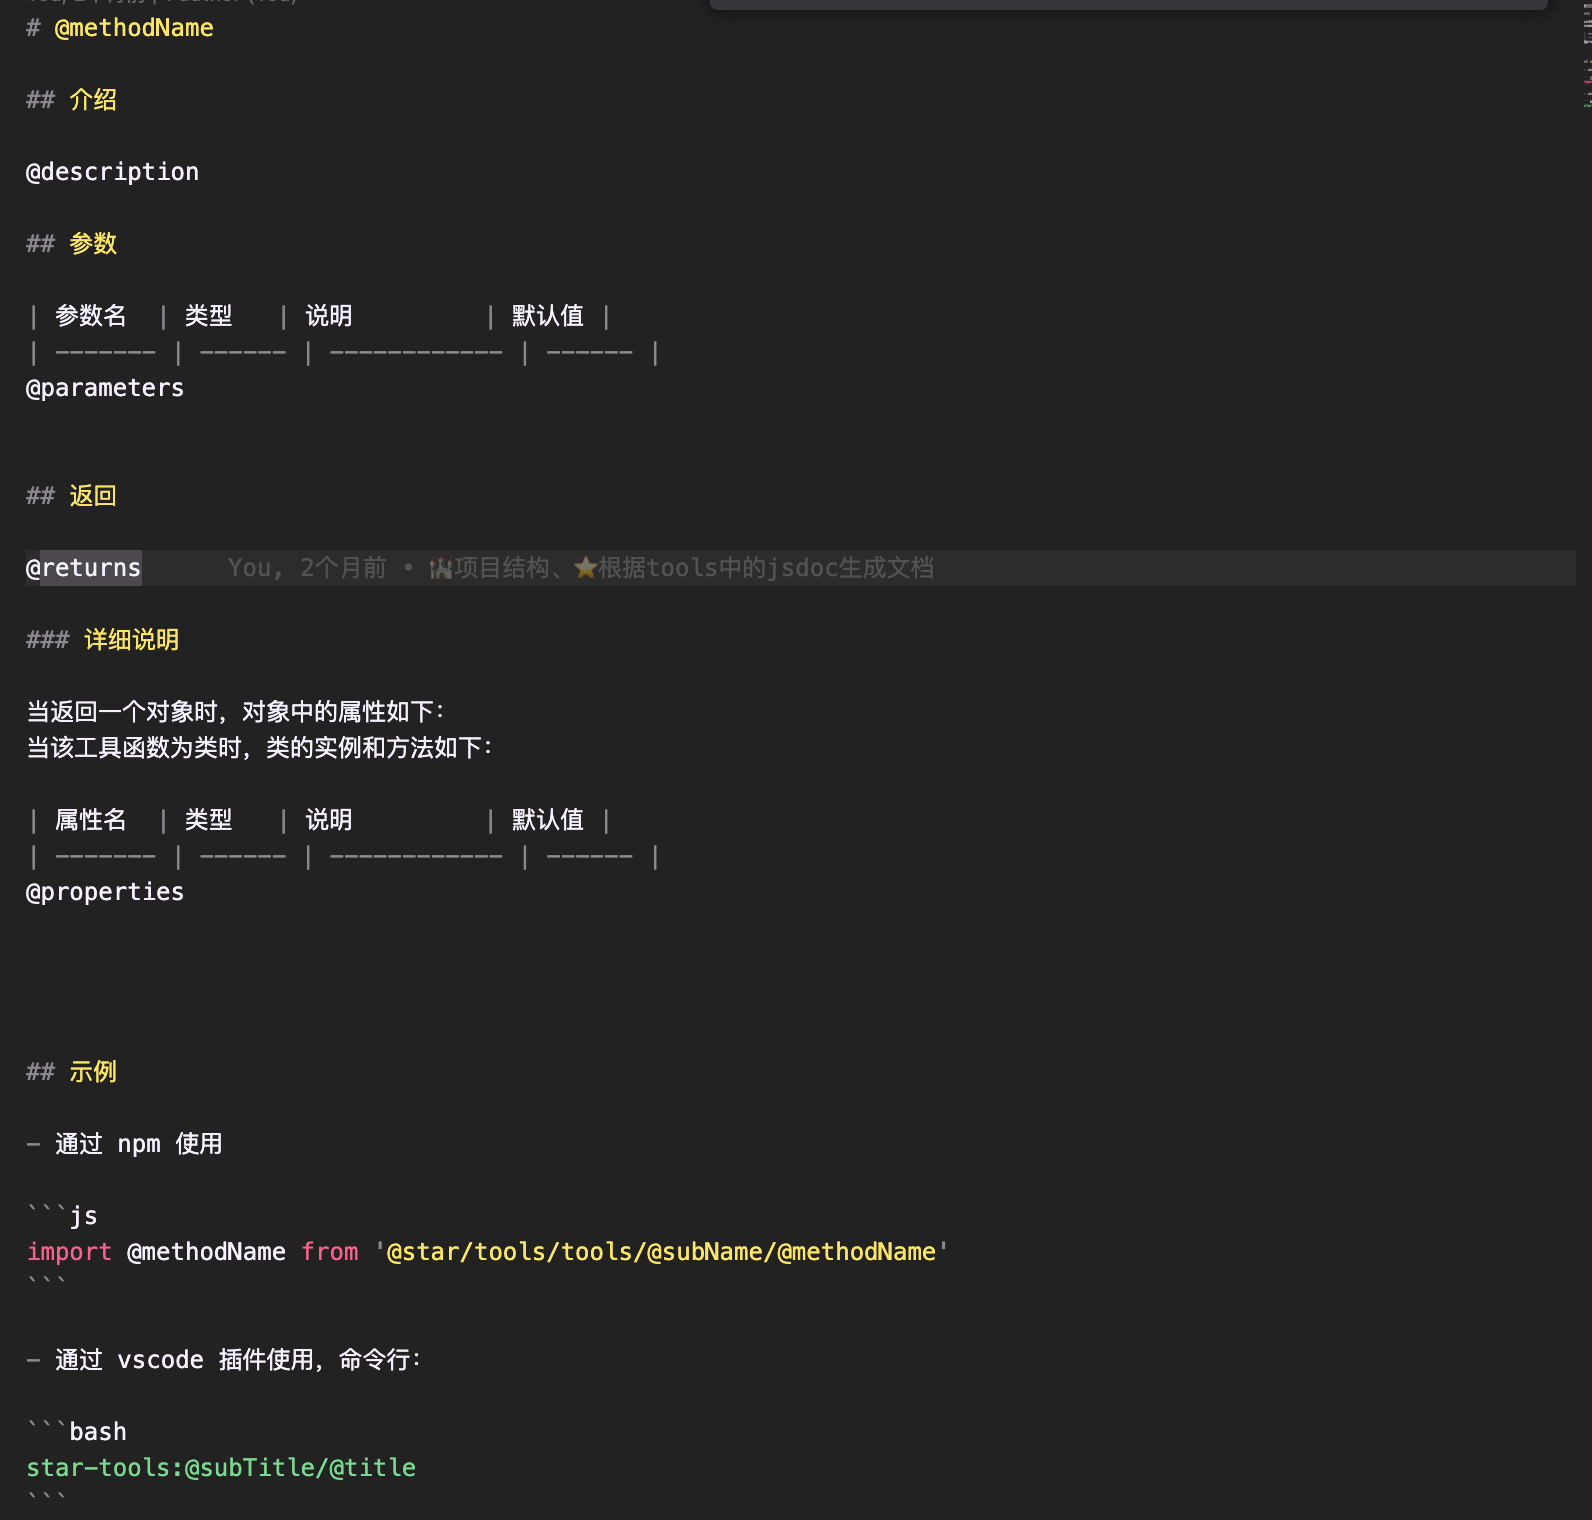 # @methodName
## 介绍
@description
## 参数
| 参数名 | 类型 | 说明 | 默认值 |
| ------- | ------ | ------------ | ------ |
@parameters
## 返回
@returns You, 2个月前 • 🏰项目结构、⭐根据tools中的jsdoc生成文档
### 详细说明
当返回一个对象时，对象中的属性如下：
当该工具函数为类时，类的实例和方法如下：
| 属性名 | 类型 | 说明 | 默认值 |
| ------- | ------ | ------------ | ------ |
@properties
## 示例
- 通过 npm 使用
```js
import @methodName from '@star/tools/tools/@subName/@methodName'
```
- 通过 vscode 插件使用，命令行：
```bash
star-tools:@subTitle/@title
```